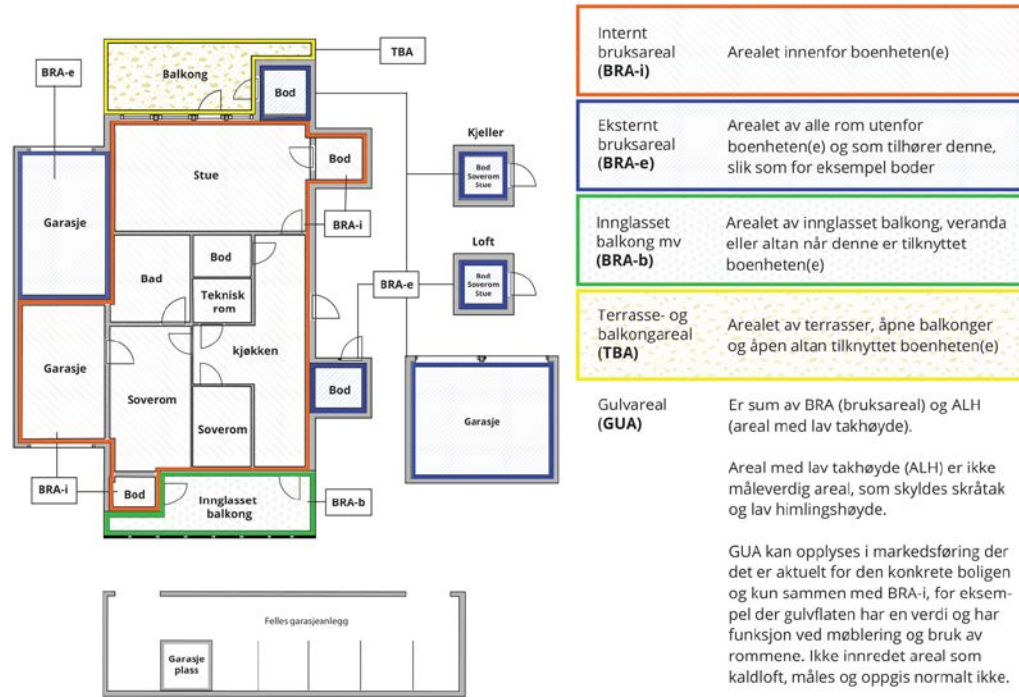 TBA
BRA-e
Balkong
Bod
Kjeller
Bod
Soverom
Stue
Stue
Bod
BRA-i
Garasje
Loft
Bad
Bod
BRA-e
Bod
Soverom
Stue
Teknisk
rom
Garasje
kjøkken
Soverom
Bod
Garasje
Soverom
BRA-i
Bod
Innglasset
balkong
BRA-b
Felles garasjeanlegg
Garasje
plass
Internt
bruksareal
(BRA-i)
Arealet innenfor boenheten(e)
Eksternt
bruksareal
(BRA-e)
Arealet av alle rom utenfor
boenheten(e) og som tilhører denne,
slik som for eksempel boder
Innglasset
balkong mv
(BRA-b)
Arealet av innglasset balkong, veranda
eller altan når denne er tilknyttet
boenheten(e)
Terrasse- og
balkongareal
(TBA)
Arealet av terrasser, åpne balkonger
og åpen altan tilknyttet boenheten(e)
Gulvareal
(GUA)
Er sum av BRA (bruksareal) og ALH
(areal med lav takhøyde).
Areal med lav takhøyde (ALH) er ikke
måleverdig areal, som skyldes skråtak
og lav himlingshøyde.
GUA kan opplyses i markedsføring der
det er aktuelt for den konkrete boligen
og kun sammen med BRA-i, for eksem-
pel der gulvflaten har en verdi og har
funksjon ved møblering og bruk av
rommene. Ikke innredet areal som
kaldloft, måles og oppgis normalt ikke.